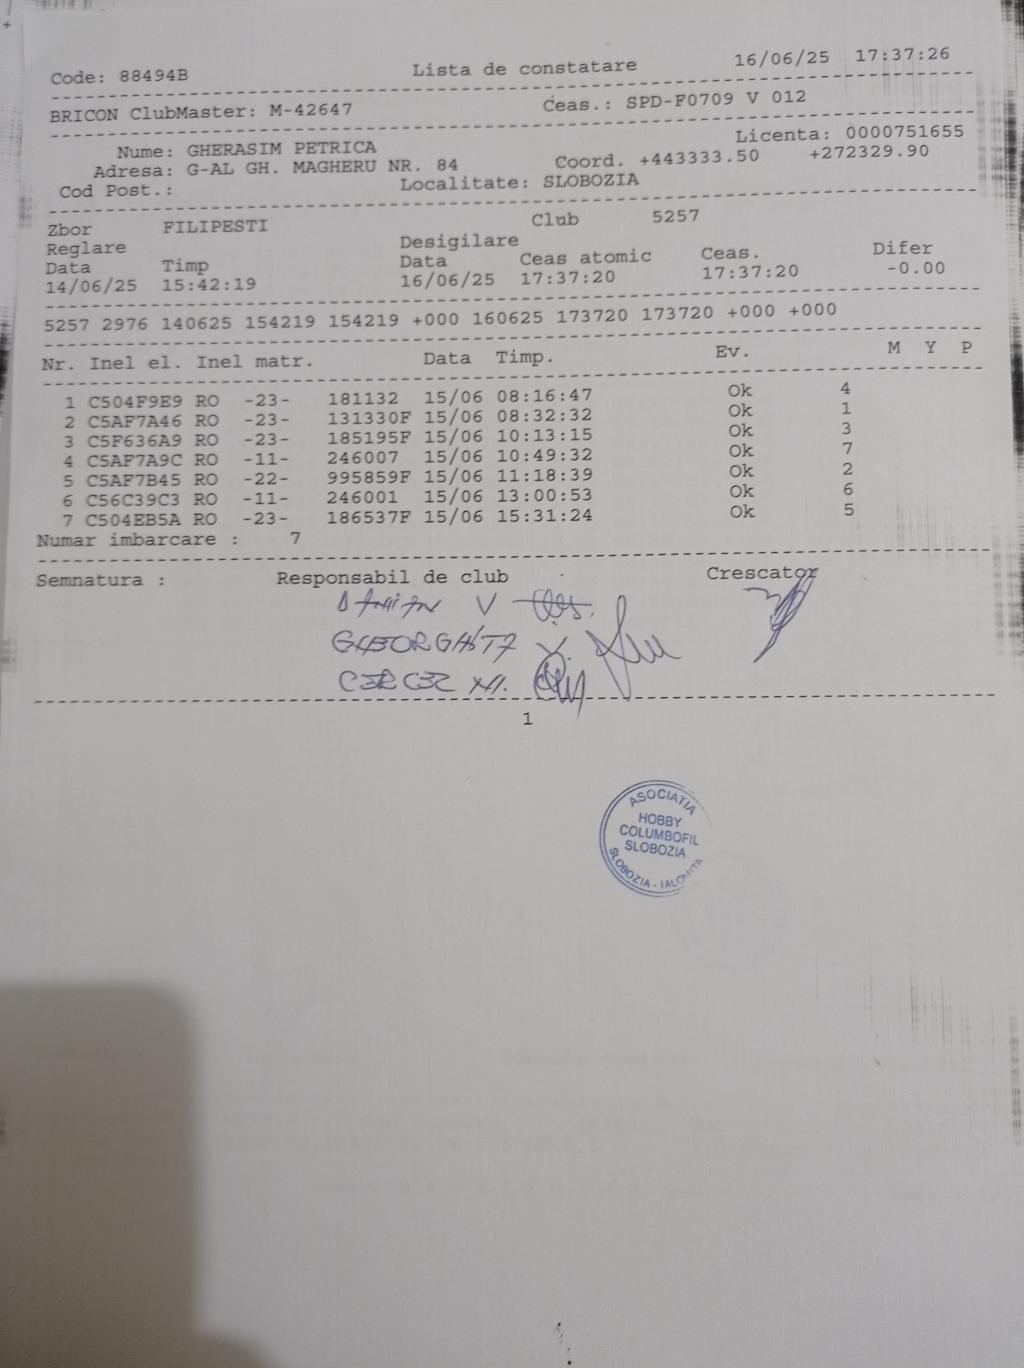 Code: 88494B Lista de constatare 16/06/25 17:37:26
BRICON ClubMaster: M-42647 Ceas.: SPD-F0709 V 012
Nume: GHERASIM PETRICA Licenta: 0000751655
Adresa: G-AL GH. MAGHERU NR. 84 Coord. +443333.50 +272329.90
Cod Post.: Localitate: SLOBOZIA
Zbor FILIPESTI Club 5257
Reglare Desigilare
Data Timp Data Ceas atomic Ceas. Difer
14/06/25 15:42:19 16/06/25 17:37:20 17:37:20 -0.00
5257 2976 140625 154219 154219 +000 160625 173720 173720 +000 +000
Nr. Inel el. Inel matr. Data Timp. Ev. M Y P
1 C504F9E9 RO -23- 181132 15/06 08:16:47 Ok 4
2 C5AF7A46 RO -23- 131330F 15/06 08:32:32 Ok 1
3 C5F636A9 RO -23- 185195F 15/06 10:13:15 Ok 3
4 C5AF7A9C RO -11- 246007 15/06 10:49:32 Ok 7
5 C5AF7B45 RO -22- 995859F 15/06 11:18:39 Ok 2
6 C56C39C3 RO -11- 246001 15/06 13:00:53 Ok 6
7 C504EB5A RO -23- 186537F 15/06 15:31:24 Ok 5
Numar imbarcare : 7
Semnatura : Responsabil de club Crescator
1
ASOCIATIA
HOBBY
COLUMBOFIL
SLOBOZIA
SLOBOZIA - IALOMITA